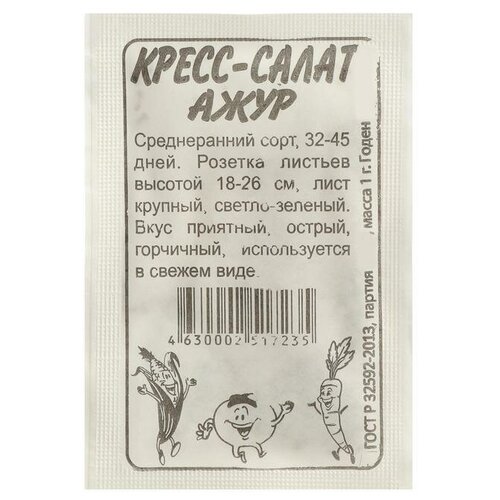 КРЕСС-САЛАТ
АЖУР
Среднеранний сорт, 32-45
дней. Розетка листьев
высотой 18-26 см, лист
крупный, светло-зеленый.
Вкус приятный, острый,
горчичный, используется
в свежем виде.
4 630002 517235
ГОСТ Р 32592-2013, партия , масса 1 г. Годен